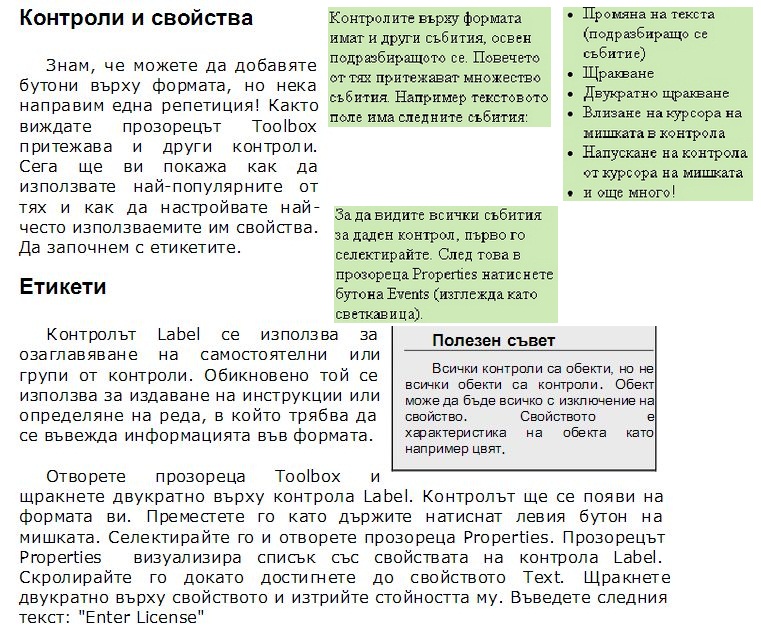 Контроли и свойства
Знам, че можете да добавяте
бутони върху формата, но нека
направим една репетиция! Както
виждате прозорецът Toolbox
притежава и други контроли.
Сега ще ви покажа как да
използвате най-популярните от
тях и как да настройвате най-
често използваемите им свойства.
Да започнем с етикетите.
Контролите върху формата
имат и други събития, освен
подразбиращото се. Повечето
от тях притежават множество
събития. Например текстовото
поле има следните събития:
• Промяна на текста
(подразбиращо се
събитие)
• Щракване
• Двукратно щракване
• Влизане на курсора на
мишката в контрола
• Напускане на контрола
от курсора на мишката
• и още много!
За да видите всички събития
за даден контрол, първо го
селектирайте. След това в
прозореца Properties натиснете
бутона Events (изглежда като
светкавица).
Етикети
Контролът Label се използва за
озаглавяване на самостоятелни или
групи от контроли. Обикновено той се
използва за издаване на инструкции или
определяне на реда, в който трябва да
се въвежда информацията във формата.
Полезен съвет
Всички контроли са обекти, но не
всички обекти са контроли. Обект
може да бъде всичко с изключение на
свойство. Свойството е
характеристика на обекта като
например цвят.
Отворете прозореца Toolbox и
щракнете двукратно върху контрола Label. Контролът ще се появи на
формата ви. Преместете го като държите натиснат левия бутон на
мишката. Селектирайте го и отворете прозореца Properties. Прозорецът
Properties визуализира списък със свойствата на контрола Label.
Скролирайте го докато достигнете до свойството Text. Щракнете
двукратно върху свойството и изтрийте стойността му. Въведете следния
текст: "Enter License"